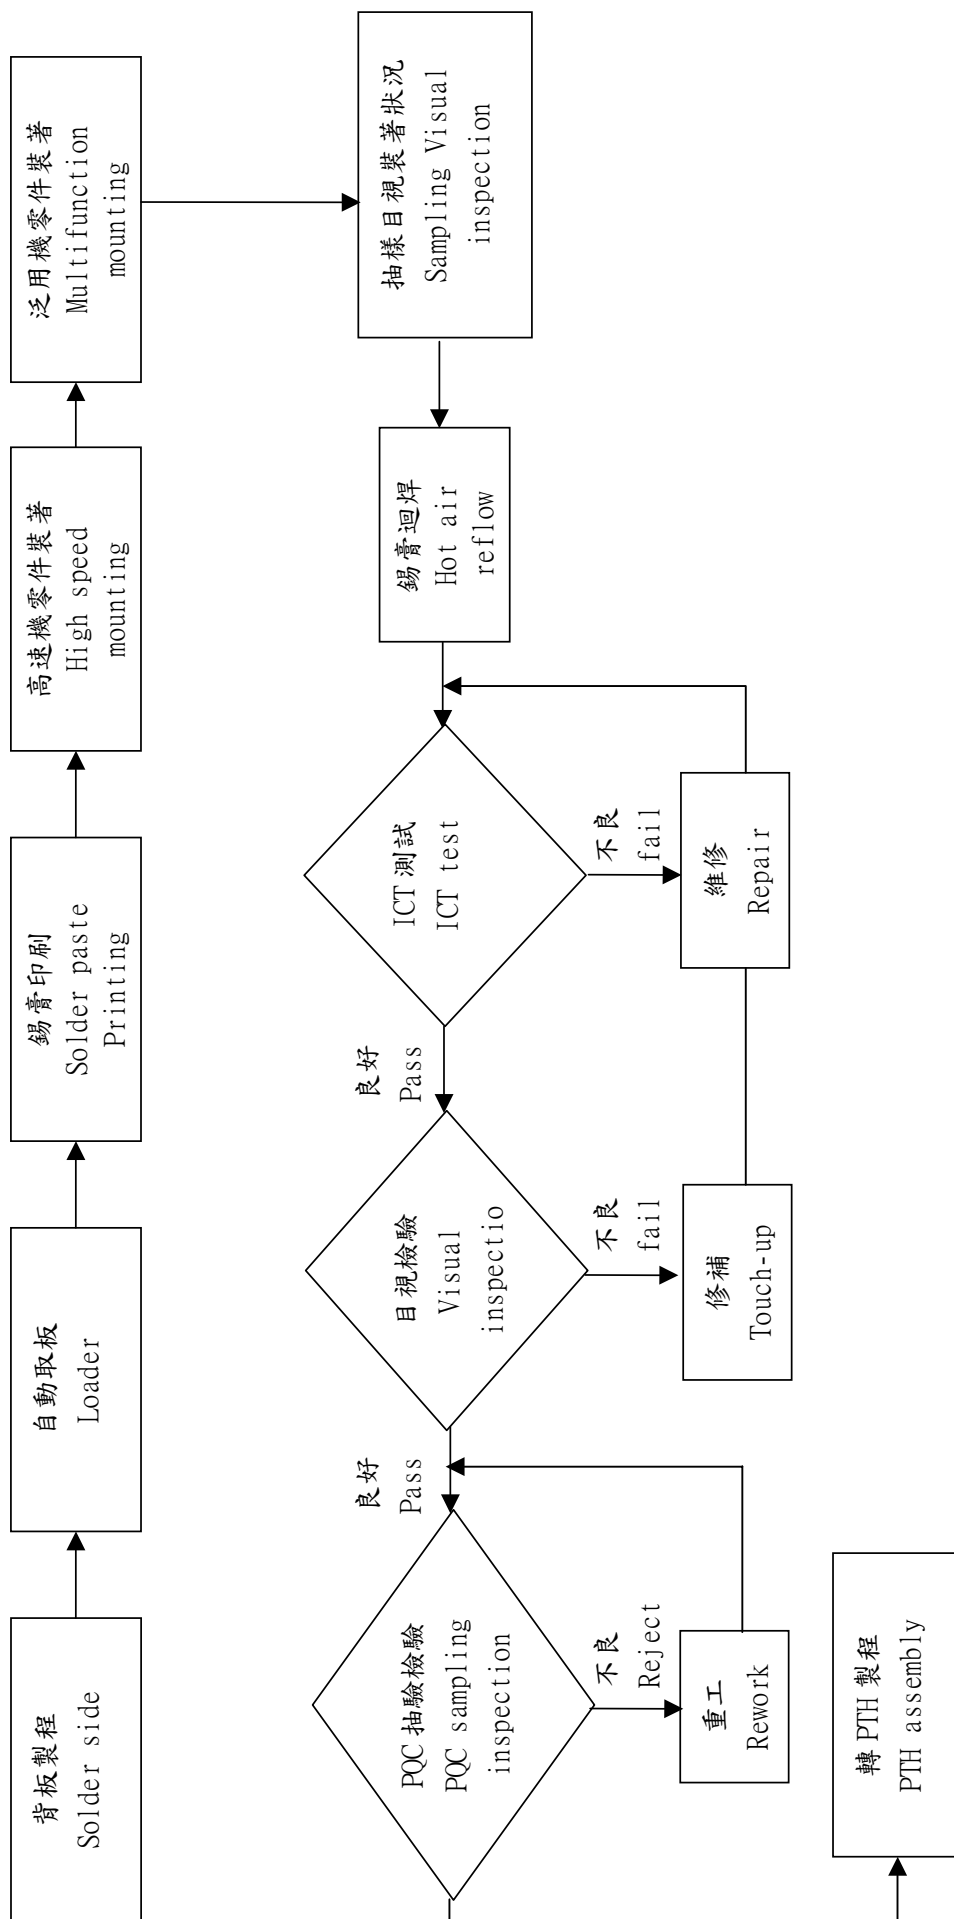 背板製程
Solder side
自動取板
Loader
錫膏印刷
Solder paste
Printing
高速機零件裝著
High speed
mounting
泛用機零件裝著
Multifunction
mounting
抽樣目視裝著狀況
Sampling Visual
inspection
錫膏迴焊
Hot air
reflow
ICT 測試
ICT test
不良
fail
維修
Repair
良好
Pass
目視檢驗
Visual
inspectio
不良
fail
修補
Touch-up
良好
Pass
PQC 抽驗檢驗
PQC sampling
inspection
不良
Reject
重工
Rework
轉 PTH 製程
PTH assembly